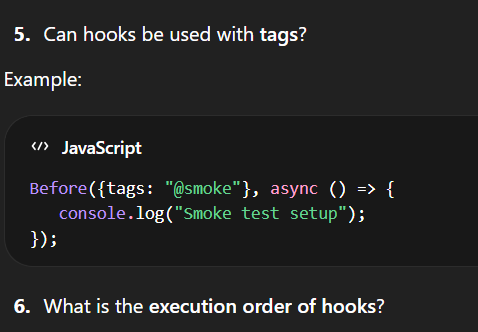 5. Can hooks be used with tags?
Example:
</> JavaScript
Before({tags: "@smoke"}, async () => {
   console.log("Smoke test setup");
});
6. What is the execution order of hooks?